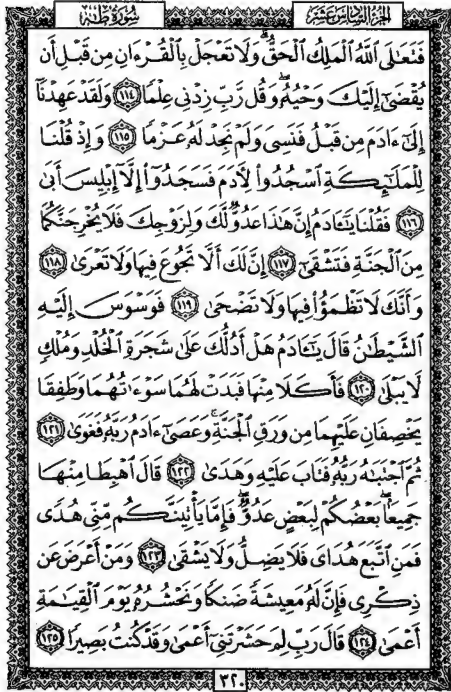 الجزء السادس عشر
سورة طه
فَتَعَٰلَى ٱللَّهُ ٱلْمَلِكُ ٱلْحَقُّ ۗ وَلَا تَعْجَلْ بِٱلْقُرْءَانِ مِن قَبْلِ أَن
يُقْضَىٰٓ إِلَيْكَ وَحْيُهُۥ ۖ وَقُل رَّبِّ زِدْنِى عِلْمًا ١١٤ وَلَقَدْ عَهِدْنَآ
إِلَىٰٓ ءَادَمَ مِن قَبْلُ فَنَسِىَ وَلَمْ نَجِدْ لَهُۥ عَزْمًا ١١٥ وَإِذْ قُلْنَا
لِلْمَلَٰٓئِكَةِ ٱسْجُدُوا۟ لِءَادَمَ فَسَجَدُوٓا۟ إِلَّآ إِبْلِيسَ أَبَىٰ
١١٦ فَقُلْنَا يَٰٓـَٔادَمُ إِنَّ هَٰذَا عَدُوٌّ لَّكَ وَلِزَوْجِكَ فَلَا يُخْرِجَنَّكُمَا
مِنَ ٱلْجَنَّةِ فَتَشْقَىٰٓ ١١٧ إِنَّ لَكَ أَلَّا تَجُوعَ فِيهَا وَلَا تَعْرَىٰ ١١٨
وَأَنَّكَ لَا تَظْمَؤُا۟ فِيهَا وَلَا تَضْحَىٰ ١١٩ فَوَسْوَسَ إِلَيْهِ
ٱلشَّيْطَٰنُ قَالَ يَٰٓـَٔادَمُ هَلْ أَدُلُّكَ عَلَىٰ شَجَرَةِ ٱلْخُلْدِ وَمُلْكٍ
لَّا يَبْلَىٰ ١٢٠ فَأَكَلَا مِنْهَا فَبَدَتْ لَهُمَا سَوْءَٰتُهُمَا وَطَفِقَا
يَخْصِفَانِ عَلَيْهِمَا مِن وَرَقِ ٱلْجَنَّةِ ۚ وَعَصَىٰٓ ءَادَمُ رَبَّهُۥ فَغَوَىٰ ١٢١
ثُمَّ ٱجْتَبَٰهُ رَبُّهُۥ فَتَابَ عَلَيْهِ وَهَدَىٰ ١٢٢ قَالَ ٱهْبِطَا مِنْهَا
جَمِيعًۢا ۖ بَعْضُكُمْ لِبَعْضٍ عَدُوٌّ ۖ فَإِمَّا يَأْتِيَنَّكُم مِّنِّى هُدًى
فَمَنِ ٱتَّبَعَ هُدَاىَ فَلَا يَضِلُّ وَلَا يَشْقَىٰ ١٢٣ وَمَنْ أَعْرَضَ عَن
ذِكْرِى فَإِنَّ لَهُۥ مَعِيشَةً ضَنكًا وَنَحْشُرُهُۥ يَوْمَ ٱلْقِيَٰمَةِ
أَعْمَىٰ ١٢٤ قَالَ رَبِّ لِمَ حَشَرْتَنِىٓ أَعْمَىٰ وَقَدْ كُنتُ بَصِيرًا ١٢٥
٣٢٠